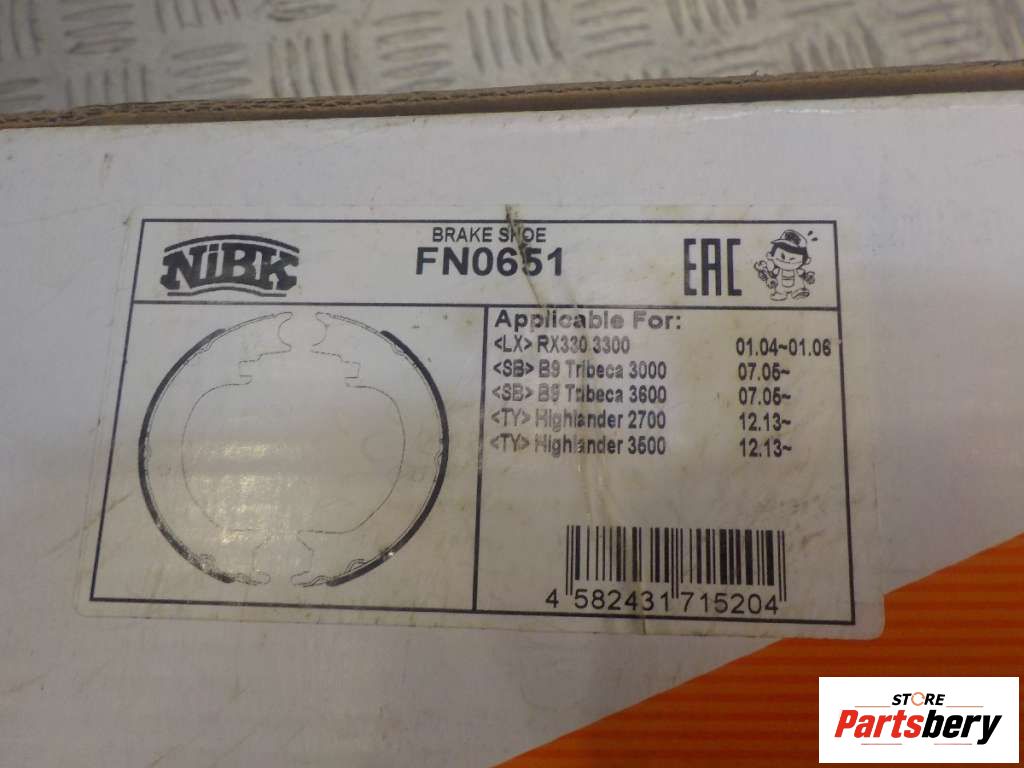 NiBK
BRAKE SHOE
FN0651
EAC
Applicable For:
<LX> RX330 3300 01.04~01.06
<SB> B9 Tribeca 3000 07.05~
<SB> B9 Tribeca 3600 07.05~
<TY> Highlander 2700 12.13~
<TY> Highlander 3500 12.13~
4 582431 715204
STORE
Partsbery